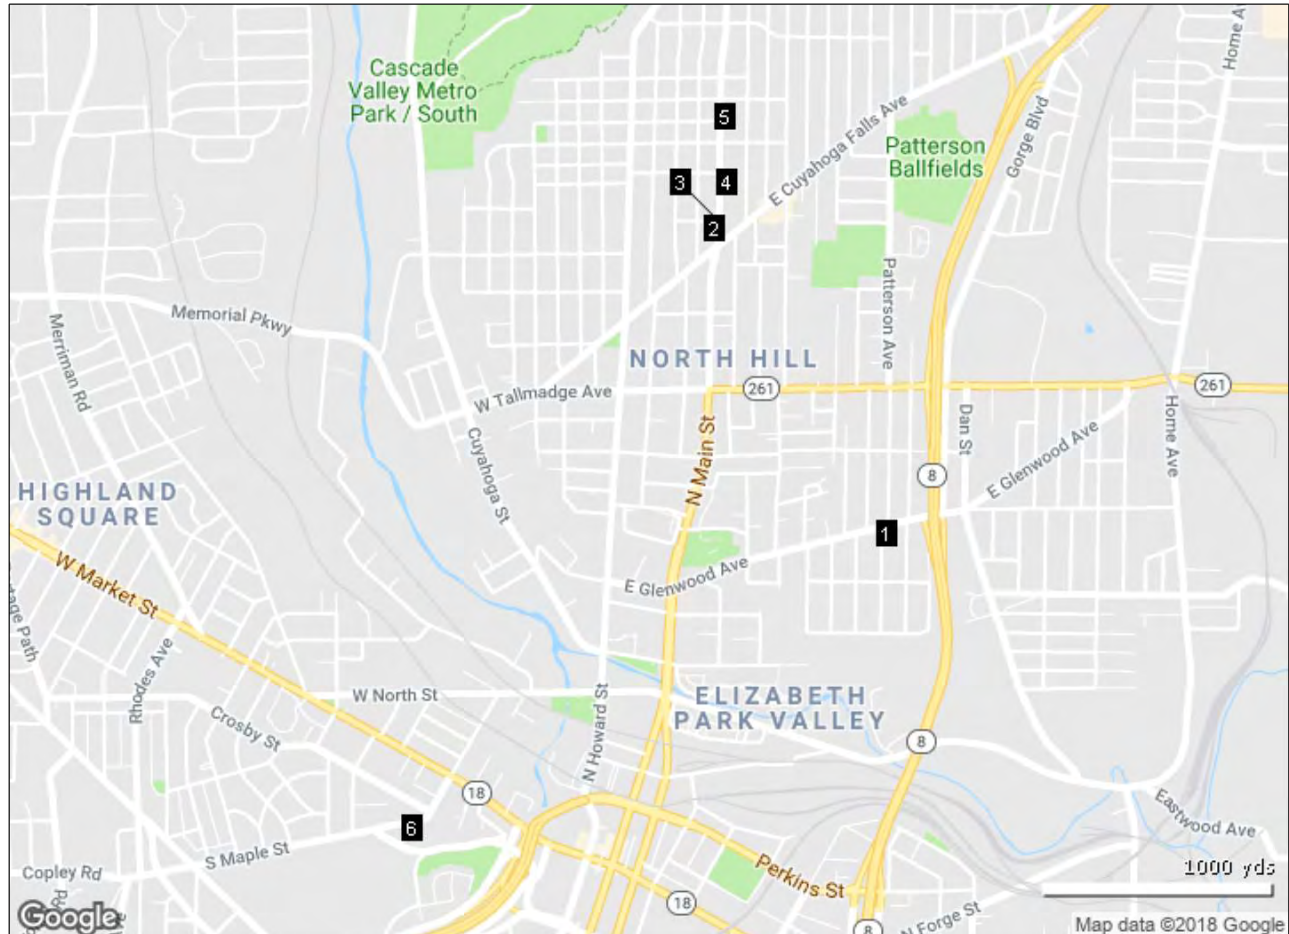 Cascade
Valley Metro
Park / South
5
E Cuyahoga Falls Ave
Patterson
Ballfields
Gorge Blvd
Home A
3
4
2
Memorial Pkwy
Merriman Rd
Patterson Ave
NORTH HILL
261
261
W Tallmadge Ave
Cuyahoga St
N Main St
Dan St
E Glenwood Ave
Home Ave
8
HIGHLAND
SQUARE
1
E Glenwood Ave
W Market St
tage Path
Rhodes Ave
W North St
Crosby St
N Howard St
ELIZABETH
PARK VALLEY
8
18
6
S Maple St
Copley Rd
Rd
Perkins St
18
Eastwood Ave
1000 yds
8
N Forge St
Google
Map data ©2018 Google